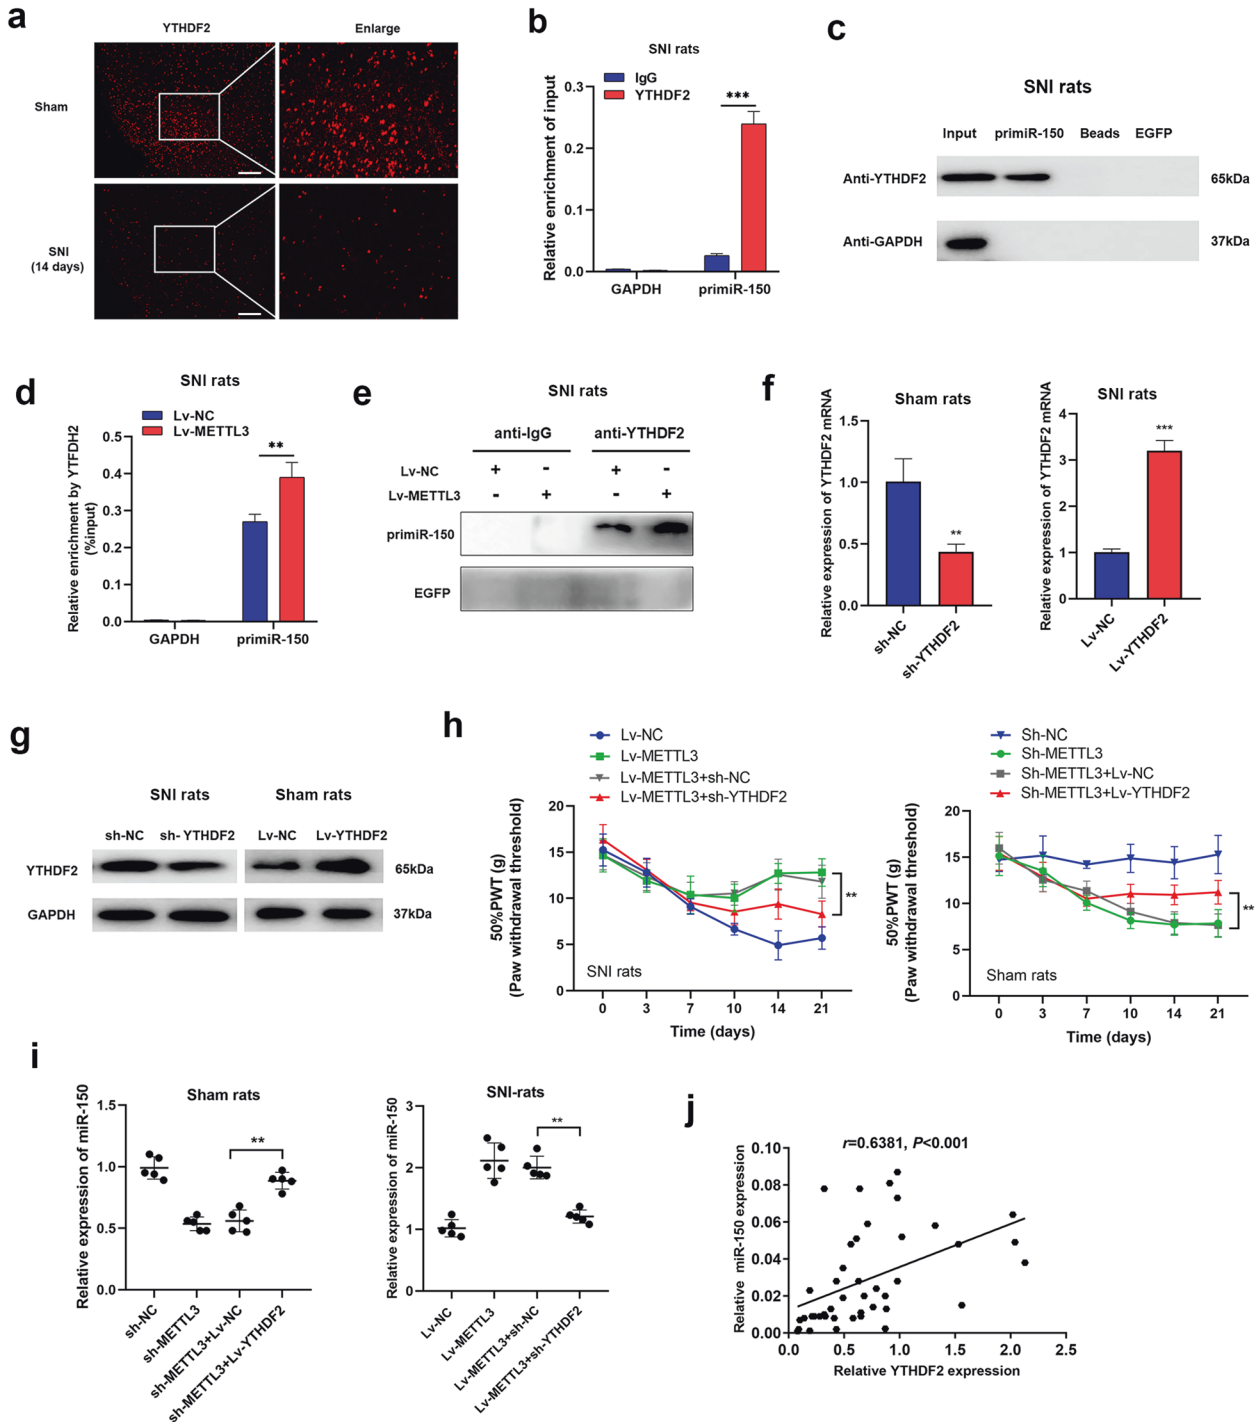 a
YTHDF2
Enlarge
Sham
SNI
(14 days)
b
SNI rats
IgG
YTHDF2
***
Relative enrichment of input
0.3
0.2
0.1
0.0
GAPDH
primiR-150
c
SNI rats
Input primiR-150 Beads EGFP
Anti-YTHDF2
65kDa
Anti-GAPDH
37kDa
d
SNI rats
Lv-NC
Lv-METTL3
**
Relative enrichment by YTFDH2
(%input)
0.5
0.4
0.3
0.2
0.1
0.0
GAPDH
primiR-150
e
SNI rats
anti-IgG anti-YTHDF2
Lv-NC + - + -
Lv-METTL3 - + - +
primiR-150
EGFP
f
Sham rats
Relative expression of YTHDF2 mRNA
1.5
1.0
0.5
0.0
**
sh-NC
sh-YTHDF2
SNI rats
Relative expression of YTHDF2 mRNA
4
3
2
1
0
***
Lv-NC
Lv-YTHDF2
g
SNI rats
Sham rats
sh-NC sh- YTHDF2 Lv-NC Lv-YTHDF2
YTHDF2
65kDa
GAPDH
37kDa
h
Lv-NC
Lv-METTL3
Lv-METTL3+sh-NC
Lv-METTL3+sh-YTHDF2
50%PWT (g)
(Paw withdrawal threshold)
20
15
10
5
0
**
SNI rats
0 3 7 10 14 21
Time (days)
Sh-NC
Sh-METTL3
Sh-METTL3+Lv-NC
Sh-METTL3+Lv-YTHDF2
50%PWT (g)
(Paw withdrawal threshold)
20
15
10
5
0
**
Sham rats
0 3 7 10 14 21
Time (days)
i
Sham rats
Relative expression of miR-150
1.5
1.0
0.5
0.0
**
sh-NC
sh-METTL3
sh-METTL3+Lv-NC
sh-METTL3+Lv-YTHDF2
SNI-rats
Relative expression of miR-150
3
2
1
0
**
Lv-NC
Lv-METTL3
Lv-METTL3+sh-NC
Lv-METTL3+sh-YTHDF2
j
r=0.6381, P<0.001
Relative miR-150 expression
0.10
0.08
0.06
0.04
0.02
0.00
0.0 0.5 1.0 1.5 2.0 2.5
Relative YTHDF2 expression